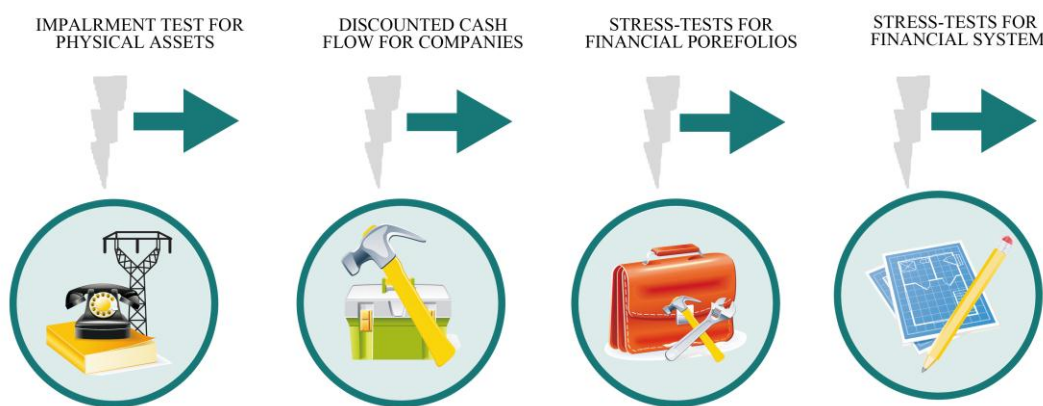 IMPALRMENT TEST FOR
PHYSICAL ASSETS
DISCOUNTED CASH
FLOW FOR COMPANIES
STRESS-TESTS FOR
FINANCIAL POREFOLIOS
STRESS-TESTS FOR
FINANCIAL SYSTEM